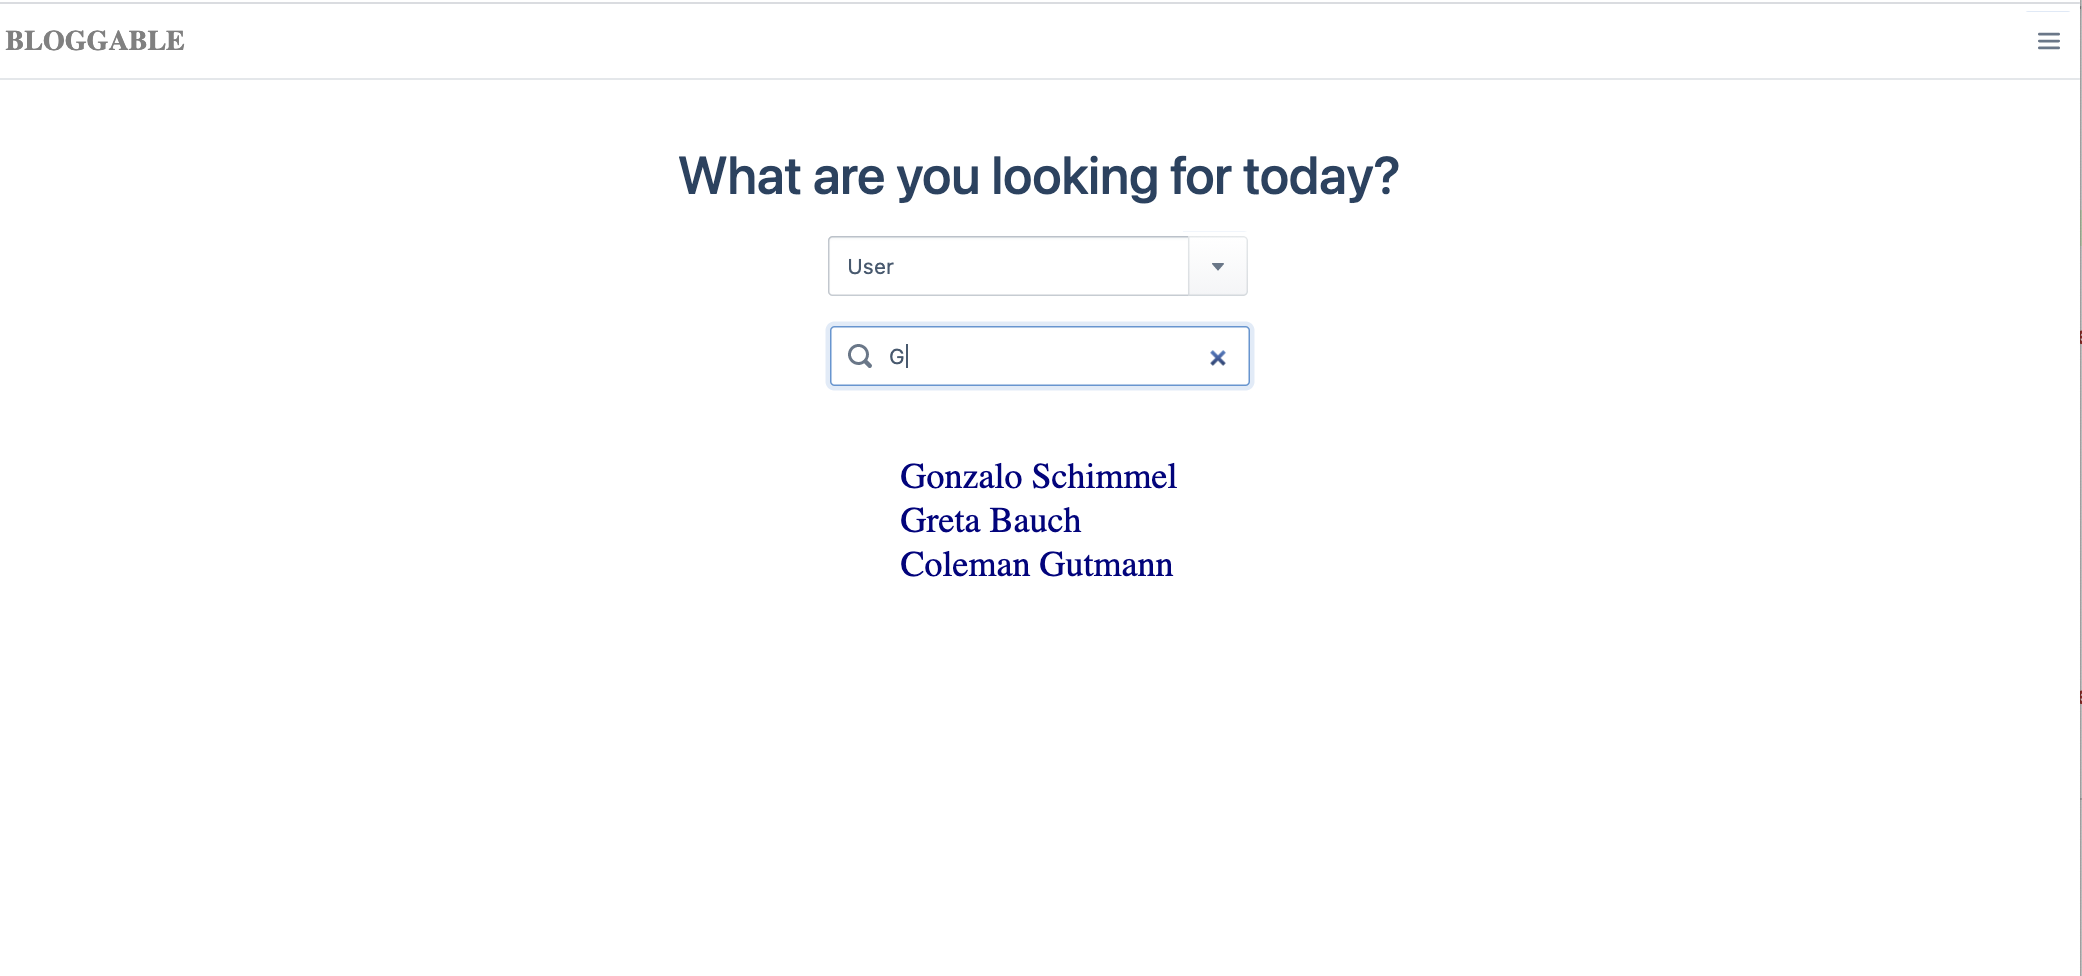 BLOGGABLE
What are you looking for today?
User
G
Gonzalo Schimmel
Greta Bauch
Coleman Gutmann